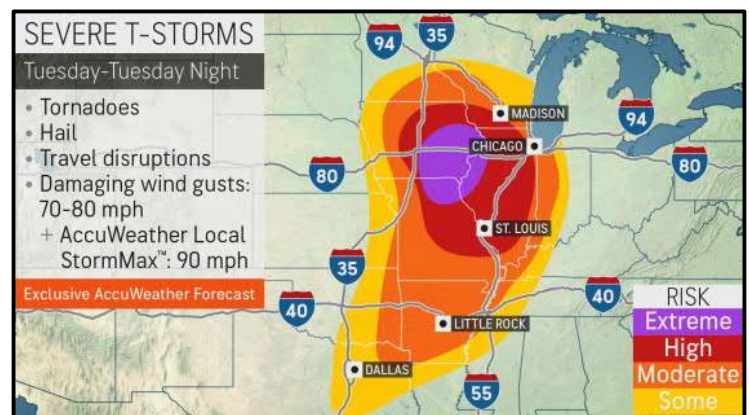 SEVERE T-STORMS
Tuesday-Tuesday Night
• Tornadoes
• Hail
• Travel disruptions
• Damaging wind gusts:
70-80 mph
+ AccuWeather Local
StormMax™: 90 mph
Exclusive AccuWeather Forecast
94
35
MADISON
94
CHICAGO
80
80
ST. LOUIS
35
40
40
LITTLE ROCK
DALLAS
55
RISK
Extreme
High
Moderate
Some